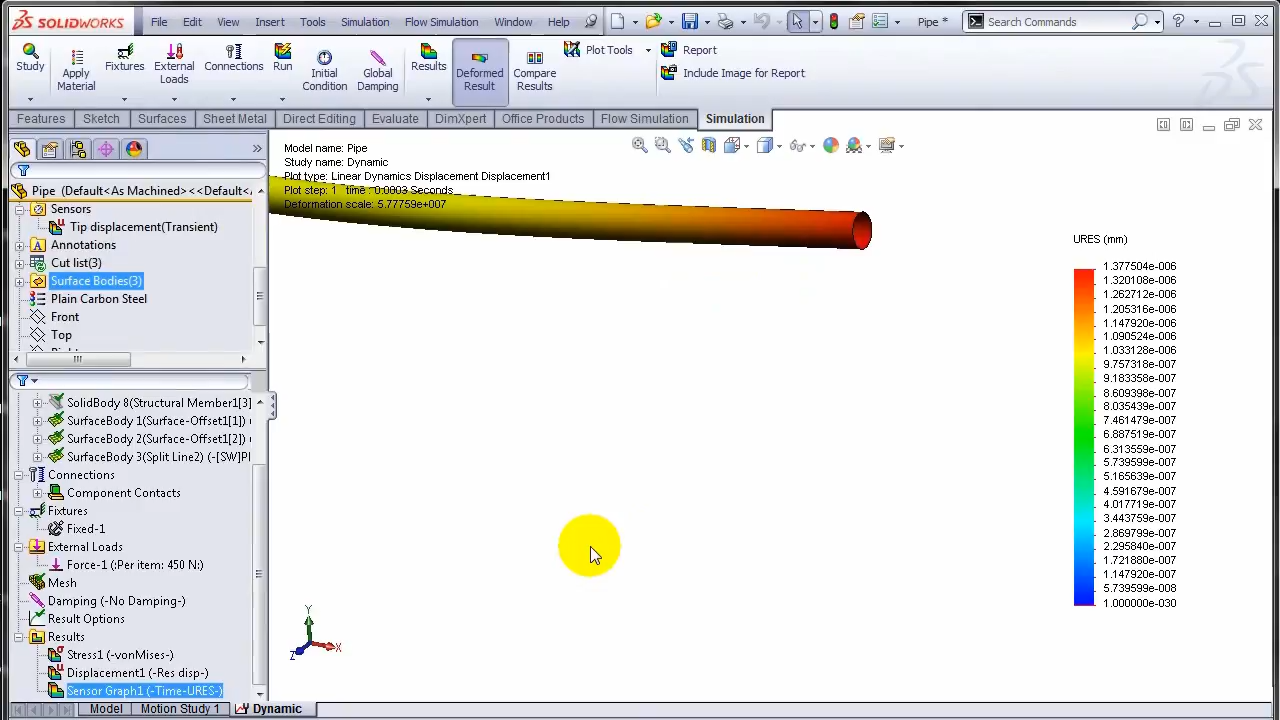 SOLIDWORKS File Edit View Insert Tools Simulation Flow Simulation Window Help Pipe * Search Commands
Study Apply Material Fixtures External Loads Connections Run Initial Condition Global Damping Results Deformed Result Compare Results Plot Tools Report
Include Image for Report
Features Sketch Surfaces Sheet Metal Direct Editing Evaluate DimXpert Office Products Flow Simulation Simulation
Pipe (Default<As Machined><<Default</
Sensors
Tip displacement(Transient)
Annotations
Cut list(3)
Surface Bodies(3)
Plain Carbon Steel
Front
Top
SolidBody 8(Structural Member1[3]
SurfaceBody 1(Surface-Offset1[1])
SurfaceBody 2(Surface-Offset1[2])
SurfaceBody 3(Split Line2) (-[SW]Pl
Connections
Component Contacts
Fixtures
Fixed-1
External Loads
Force-1 (:Per item: 450 N:)
Mesh
Damping (-No Damping-)
Result Options
Results
Stress1 (-vonMises-)
Displacement1 (-Res disp-)
Sensor Graph1 (-Time-URES-)
Model name: Pipe
Study name: Dynamic
Plot type: Linear Dynamics Displacement Displacement1
Plot step: 1 time : 0.0003 Seconds
Deformation scale: 5.77759e+007
URES (mm)
1.377504e-006
1.320108e-006
1.262712e-006
1.205316e-006
1.147920e-006
1.090524e-006
1.033128e-006
9.757318e-007
9.183358e-007
8.609398e-007
8.035439e-007
7.461479e-007
6.887519e-007
6.313559e-007
5.739599e-007
5.165639e-007
4.591679e-007
4.017719e-007
3.443759e-007
2.869799e-007
2.295840e-007
1.721880e-007
1.147920e-007
5.739599e-008
1.000000e-030
Y
X
Z
Model Motion Study 1 Dynamic